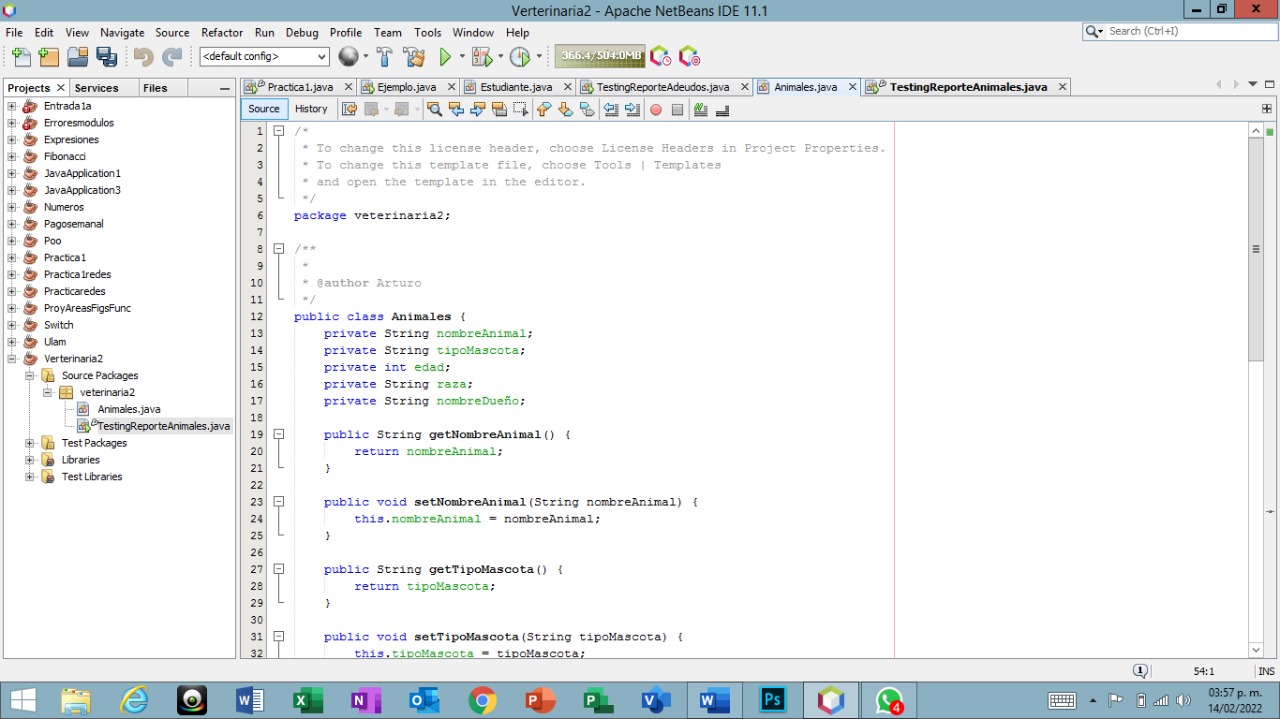 Verterinaria2 - Apache NetBeans IDE 11.1
File Edit View Navigate Source Refactor Run Debug Profile Team Tools Window Help
Search (Ctrl+I)
<default config>
366.4/504.0MB
Projects Services Files
Practica1.java Ejemplo.java Estudiante.java TestingReporteAdeudos.java Animales.java TestingReporteAnimales.java
Source History
Entrada1a
Erroresmodulos
Expresiones
Fibonacci
JavaApplication1
JavaApplication3
Numeros
Pagosemanal
Poo
Practica1
Practica1redes
Practicaredes
ProyAreasFigsFunc
Switch
Ulam
Verterinaria2
Source Packages
veterinaria2
Animales.java
TestingReporteAnimales.java
Test Packages
Libraries
Test Libraries
1 /*
2 * To change this license header, choose License Headers in Project Properties.
3 * To change this template file, choose Tools | Templates
4 * and open the template in the editor.
5 */
6 package veterinaria2;
7
8 /**
9 *
10 * @author Arturo
11 */
12 public class Animales {
13 private String nombreAnimal;
14 private String tipoMascota;
15 private int edad;
16 private String raza;
17 private String nombreDueño;
18
19 public String getNombreAnimal() {
20 return nombreAnimal;
21 }
22
23 public void setNombreAnimal(String nombreAnimal) {
24 this.nombreAnimal = nombreAnimal;
25 }
26
27 public String getTipoMascota() {
28 return tipoMascota;
29 }
30
31 public void setTipoMascota(String tipoMascota) {
32 this.tipoMascota = tipoMascota;
54:1 INS
4
03:57 p. m.
14/02/2022